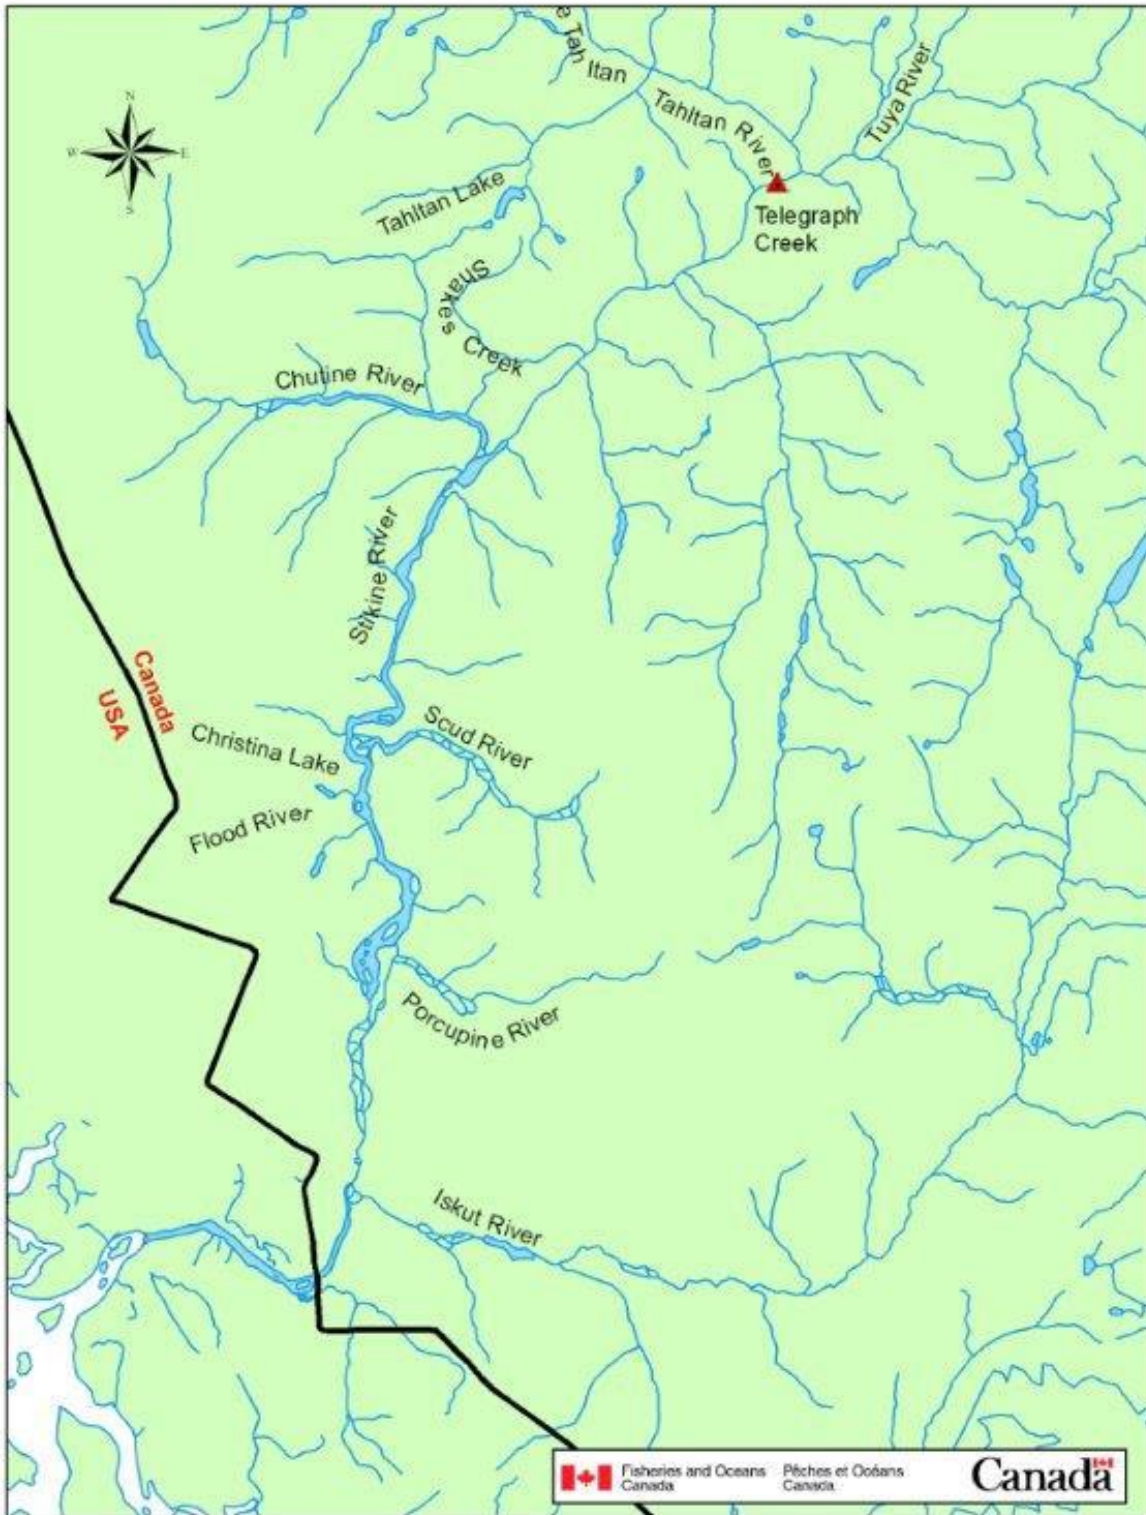 e Tah ltan
Tahltan River
Tuya River
N
W
E
S
Tahltan Lake
Telegraph
Creek
Snakes Creek
Chutine River
Stikine River
Canada
USA
Christina Lake
Scud River
Flood River
Porcupine River
Iskut River
Fisheries and Oceans
Canada
Pêches et Océans
Canada
Canada